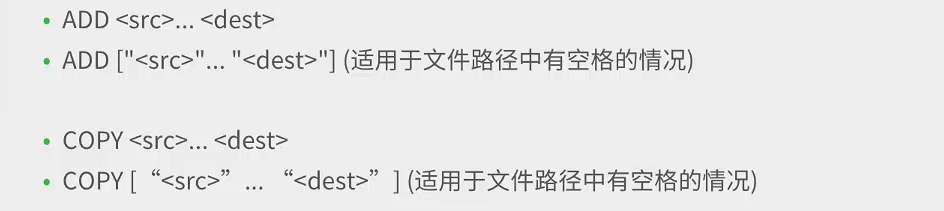 • ADD <src>... <dest>
• ADD ["<src>"... "<dest>"] (适用于文件路径中有空格的情况)
• COPY <src>... <dest>
• COPY [“<src>” ... “<dest>”] (适用于文件路径中有空格的情况)